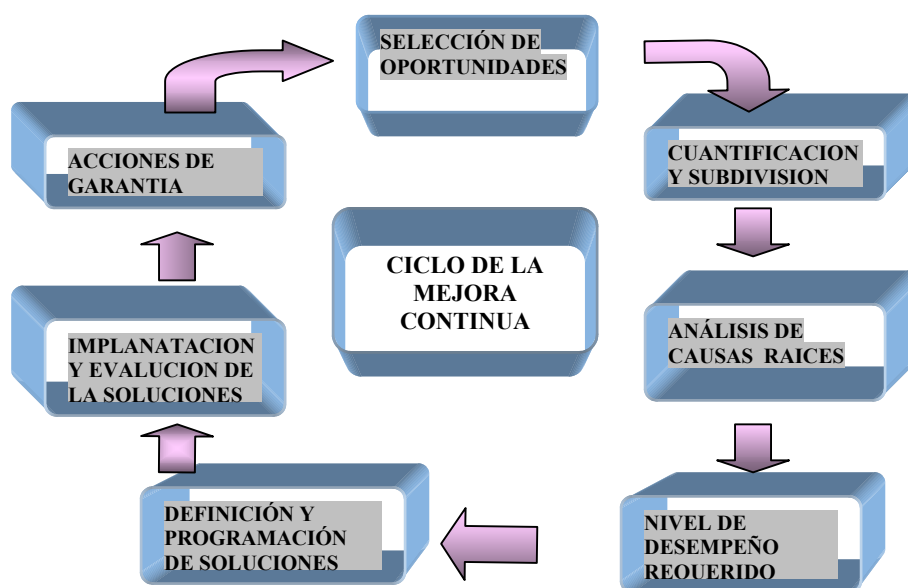 SELECCIÓN DE
OPORTUNIDADES
CUANTIFICACION
Y SUBDIVISION
ANÁLISIS DE
CAUSAS RAICES
NIVEL DE
DESEMPEÑO
REQUERIDO
DEFINICIÓN Y
PROGRAMACIÓN
DE SOLUCIONES
IMPLANATACION
Y EVALUCION DE
LA SOLUCIONES
ACCIONES DE
GARANTIA
CICLO DE LA
MEJORA
CONTINUA